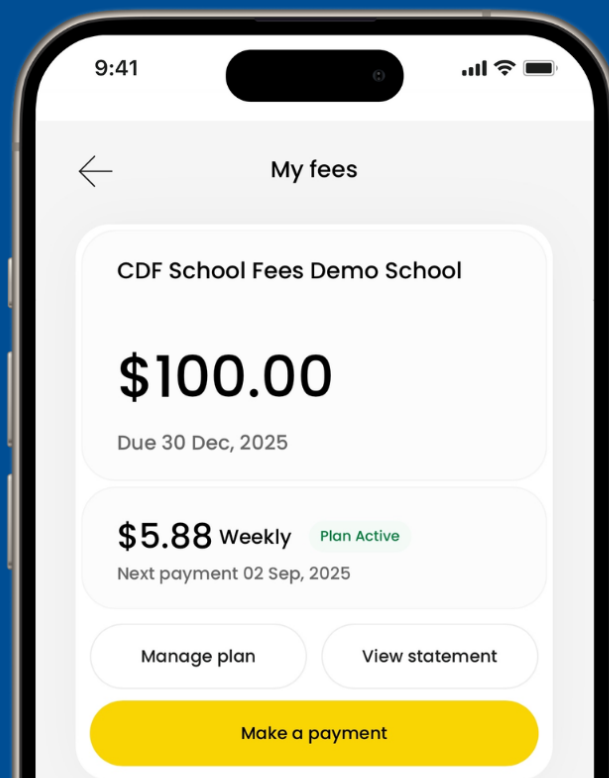 9:41
My fees
CDF School Fees Demo School
$100.00
Due 30 Dec, 2025
$5.88 Weekly Plan Active
Next payment 02 Sep, 2025
Manage plan View statement
Make a payment